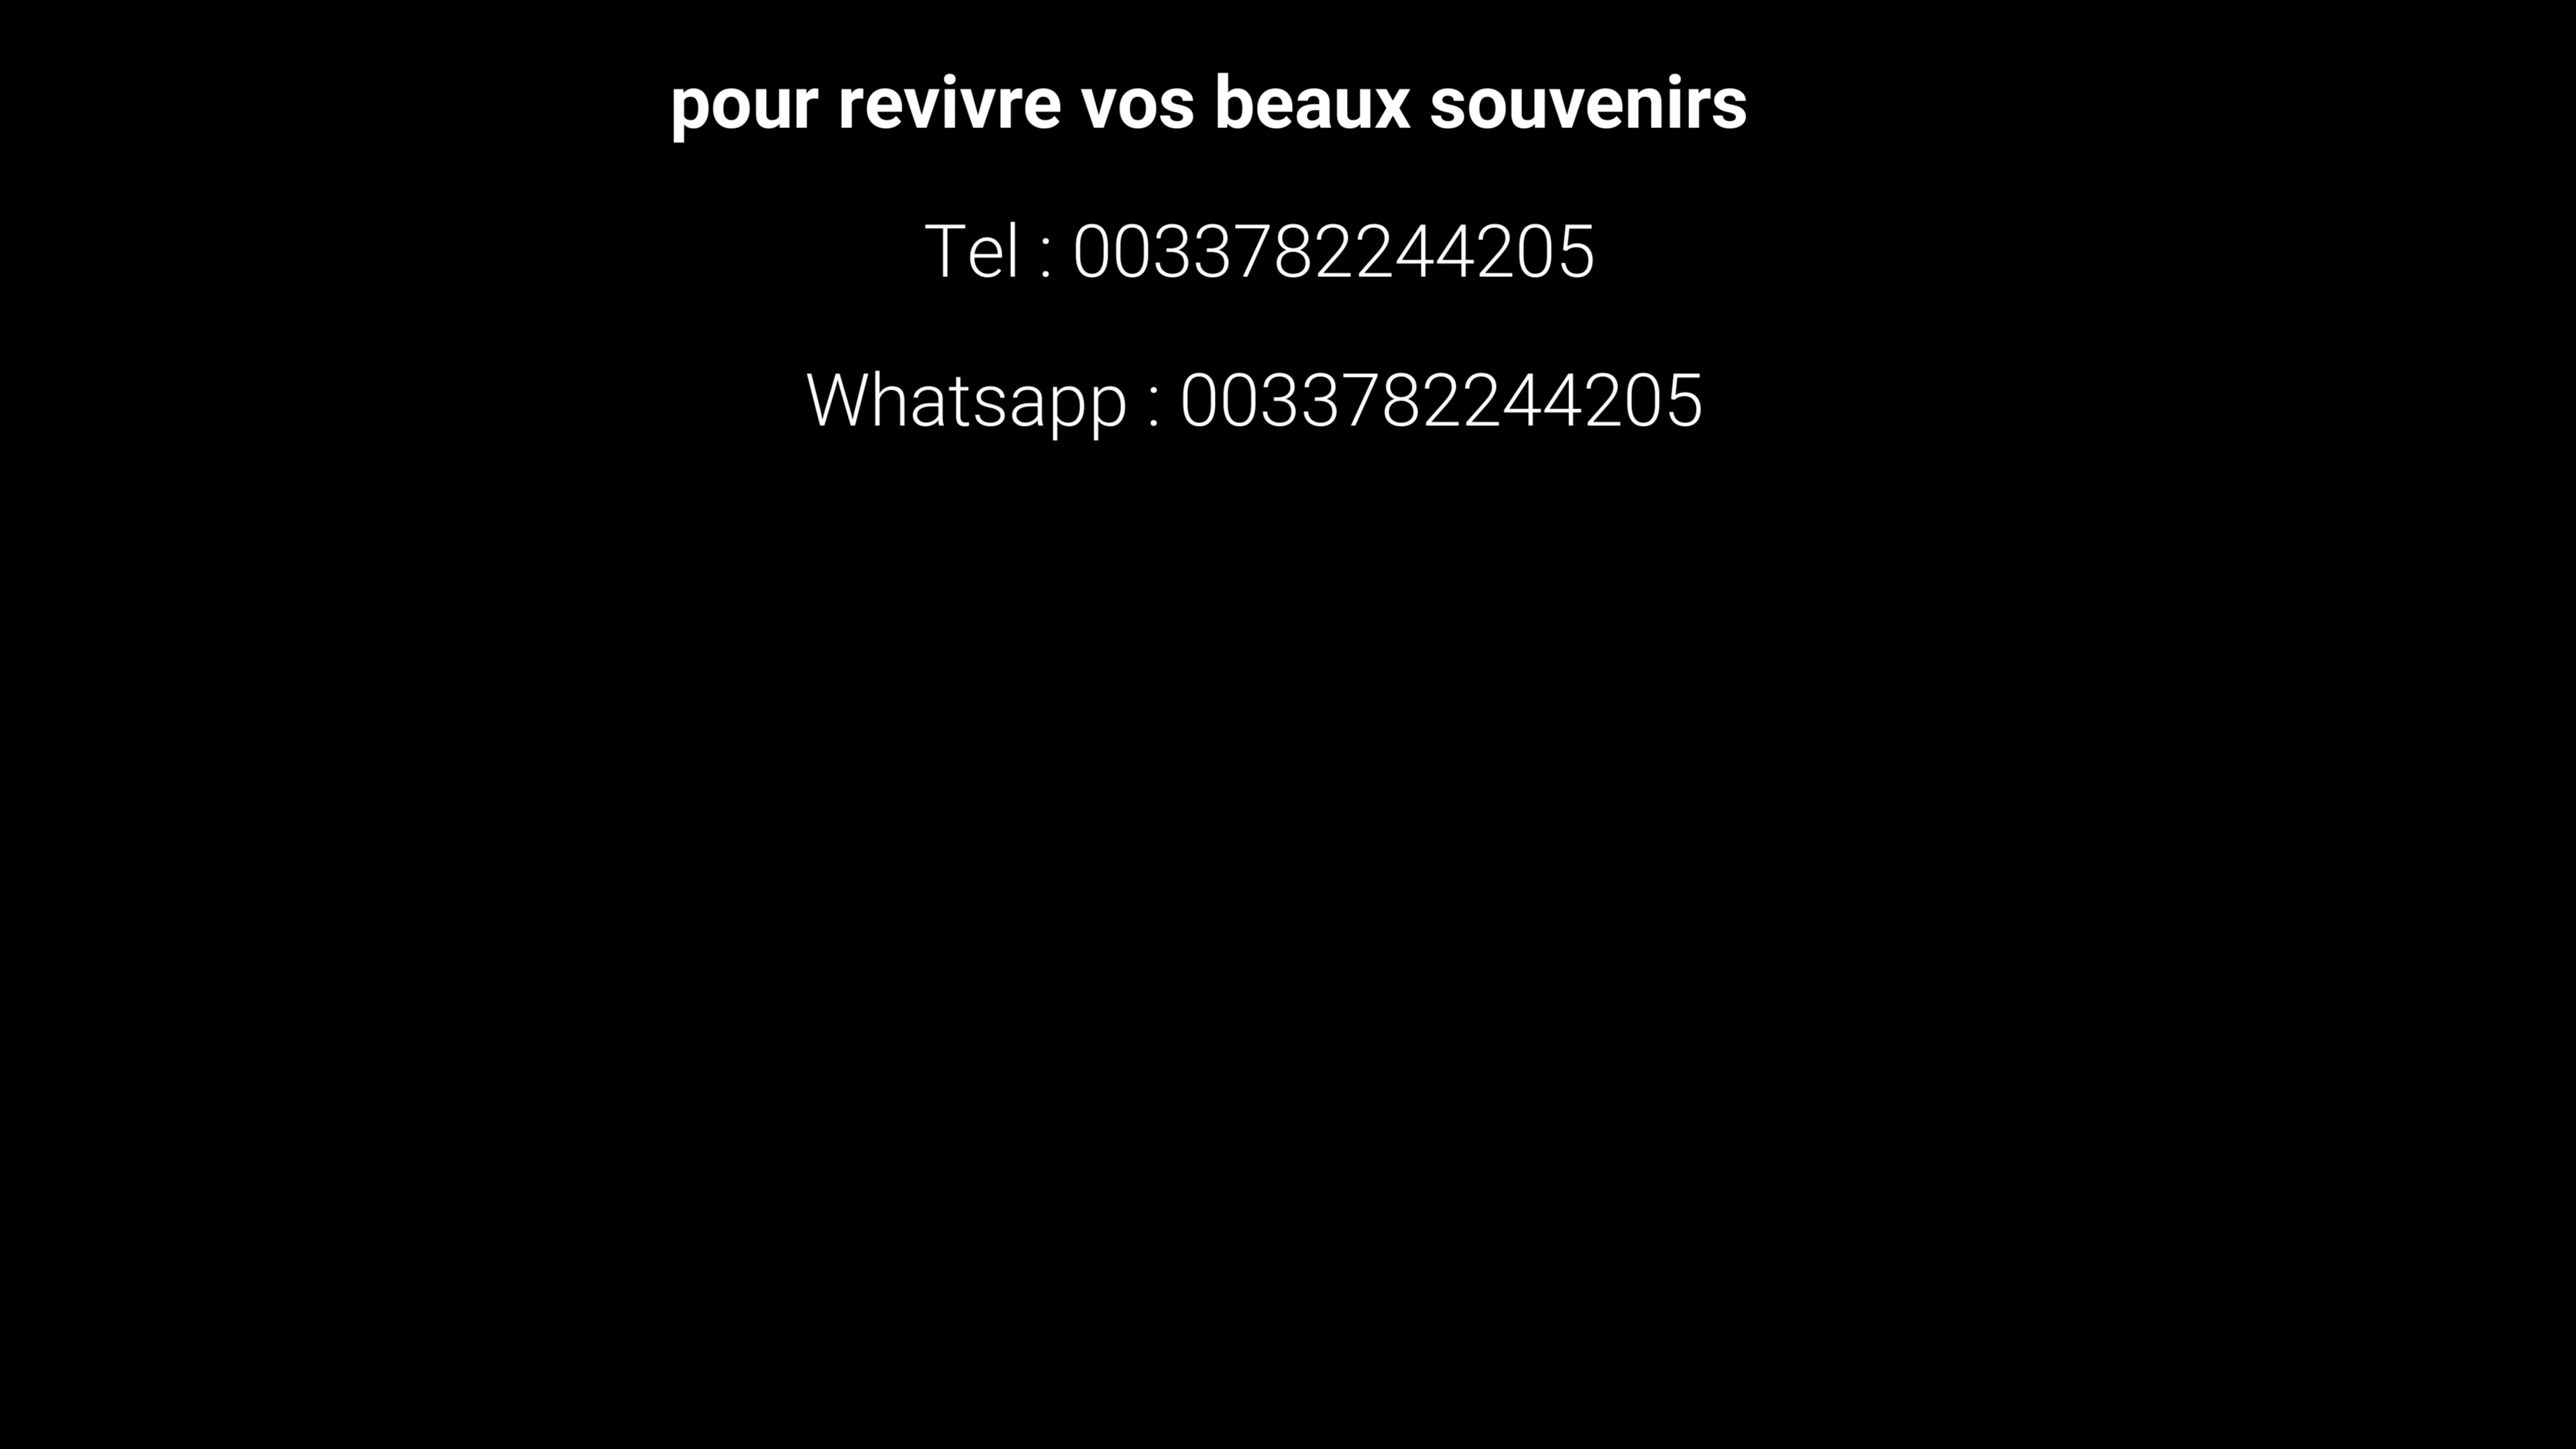 pour revivre vos beaux souvenirs
Tel : 0033782244205
Whatsapp : 0033782244205